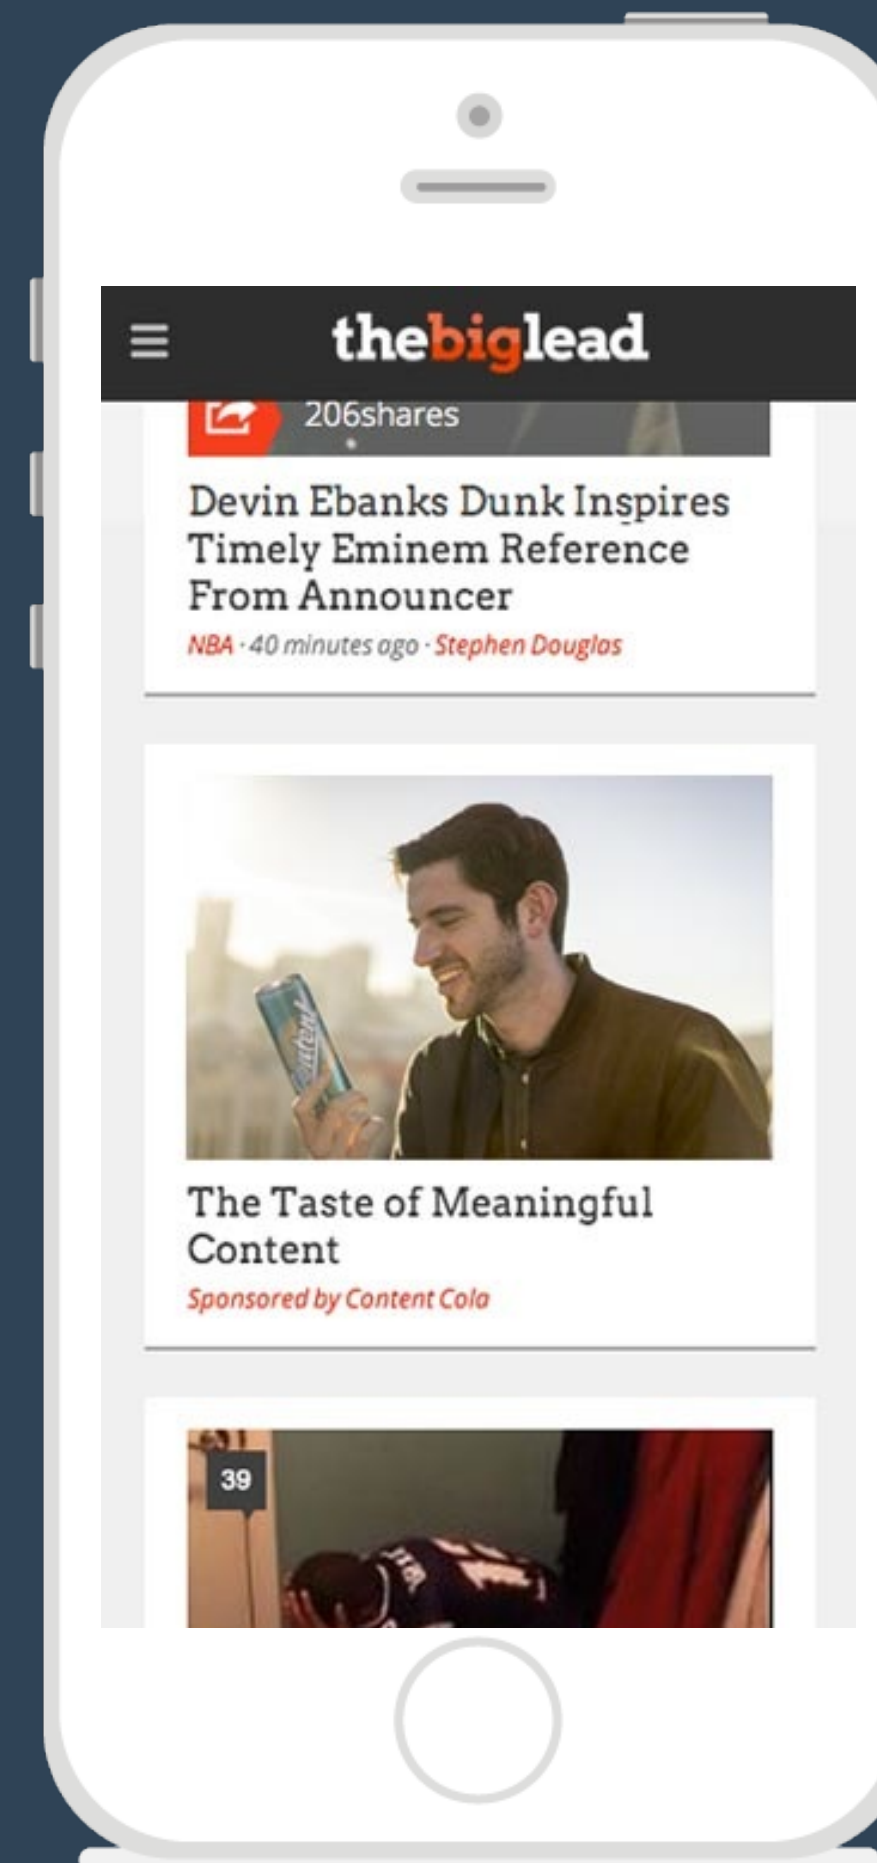 thebiglead
206shares
Devin Ebanks Dunk Inspires
Timely Eminem Reference
From Announcer
NBA · 40 minutes ago · Stephen Douglas
Content
The Taste of Meaningful
Content
Sponsored by Content Cola
39